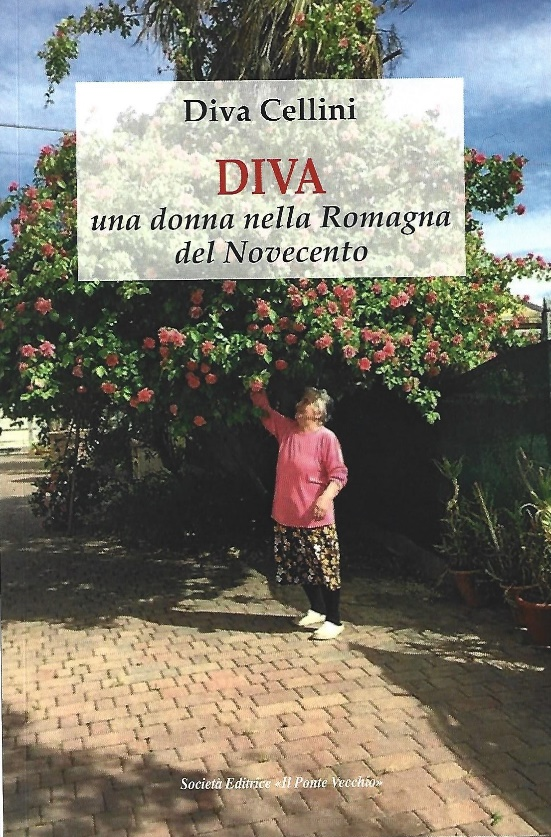 Diva Cellini
DIVA
una donna nella Romagna
del Novecento
Società Editrice «Il Ponte Vecchio»